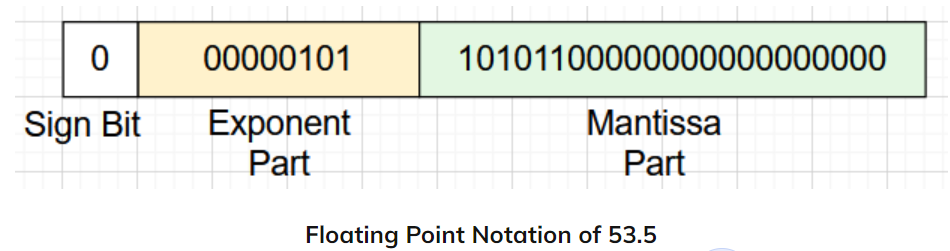 0 00000101 10101100000000000000000
Sign Bit Exponent Part Mantissa Part
Floating Point Notation of 53.5